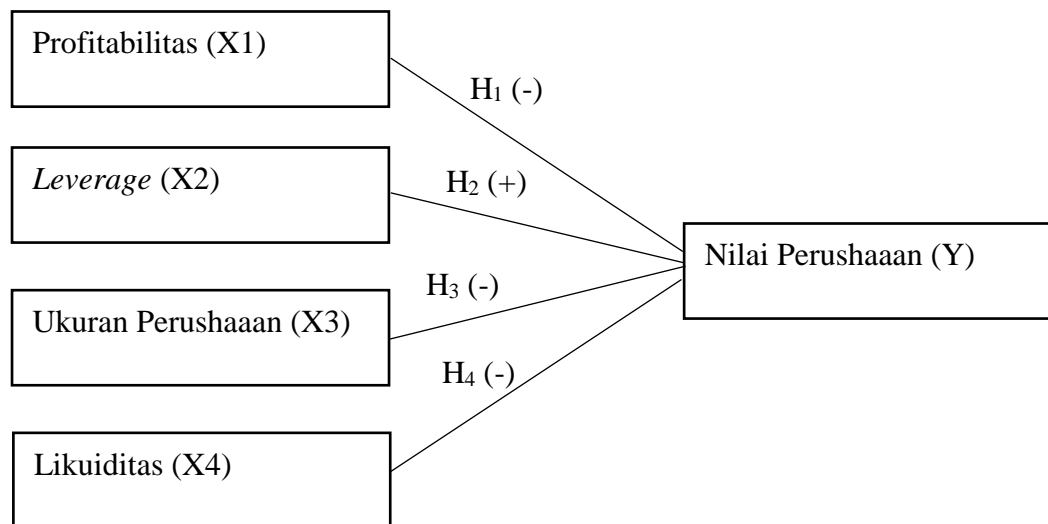 Profitabilitas (X1)
H₁ (-)
Leverage (X2)
H₂ (+)
Nilai Perushaaan (Y)
H₃ (-)
Ukuran Perushaaan (X3)
H₄ (-)
Likuiditas (X4)